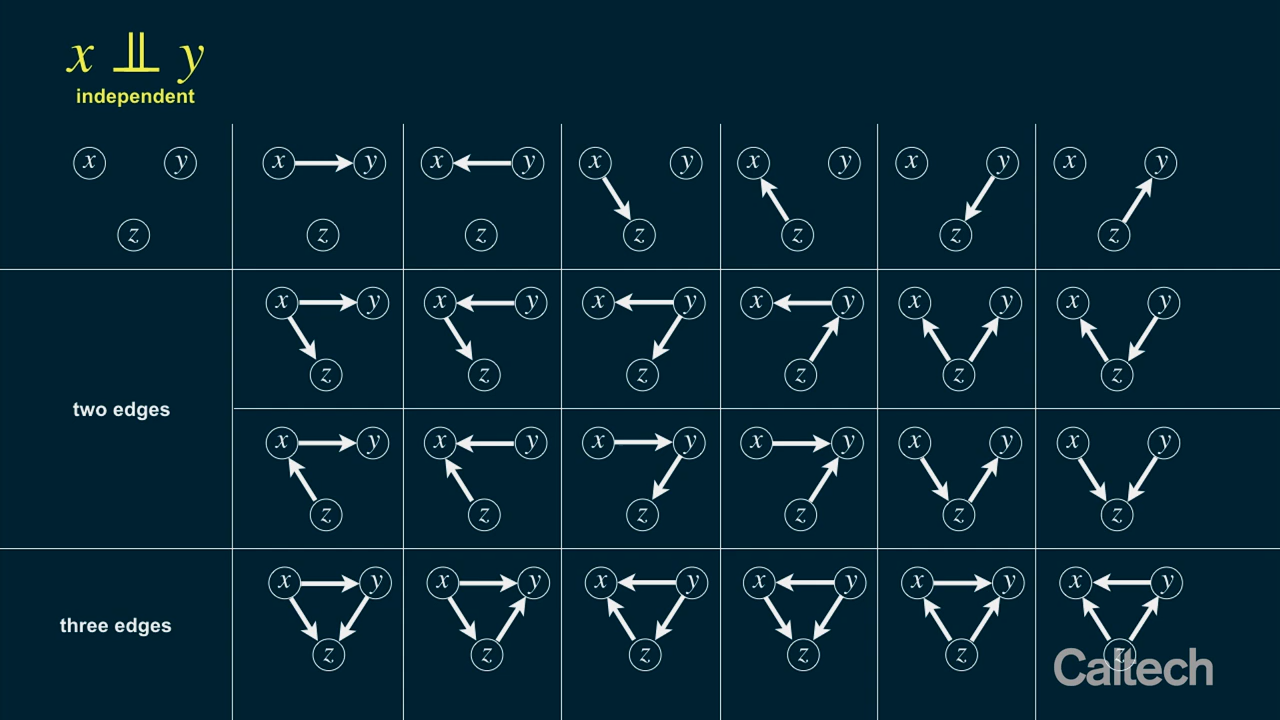 x ⫫ y
independent
x y x y x y x y x y x y x y
z z z z z z z
x y x y x y x y x y x y
z z z z z z
two edges
x y x y x y x y x y x y
z z z z z z
x y x y x y x y x y x y
three edges
z z z z z z
Caltech